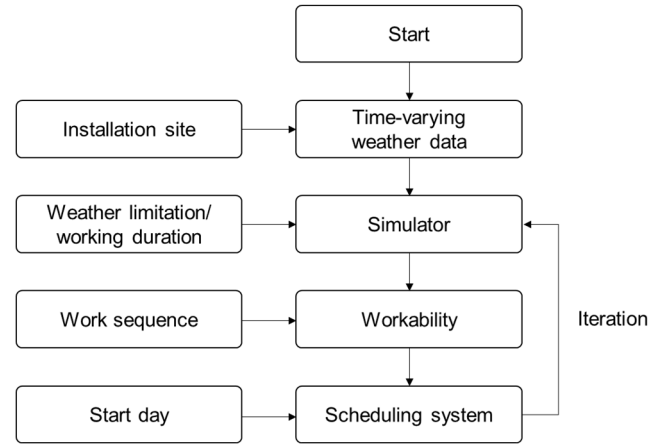 Start
Installation site
Time-varying
weather data
Weather limitation/
working duration
Simulator
Work sequence
Workability
Iteration
Start day
Scheduling system